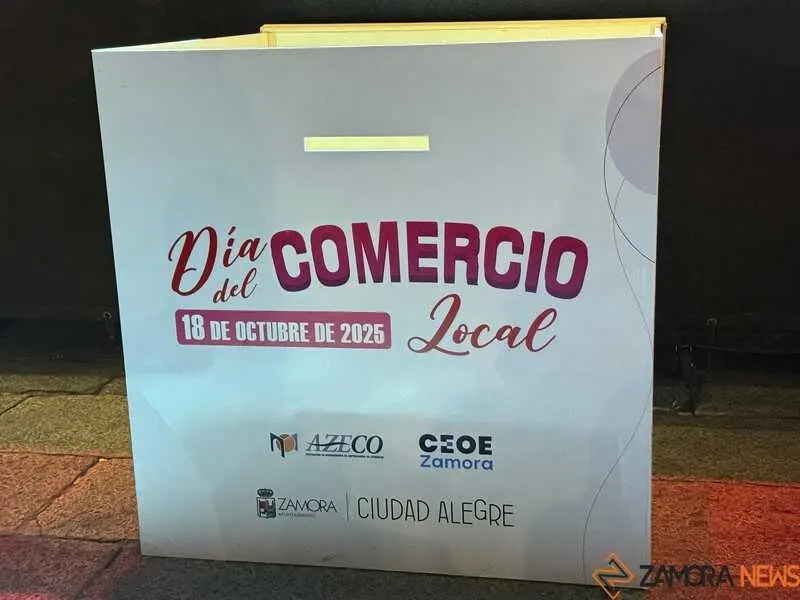 Día del COMERCIO
18 DE OCTUBRE DE 2025
Local
AZECO
CEOE
Zamora
ZAMORA
CIUDAD ALEGRE
ZAMORA NEWS